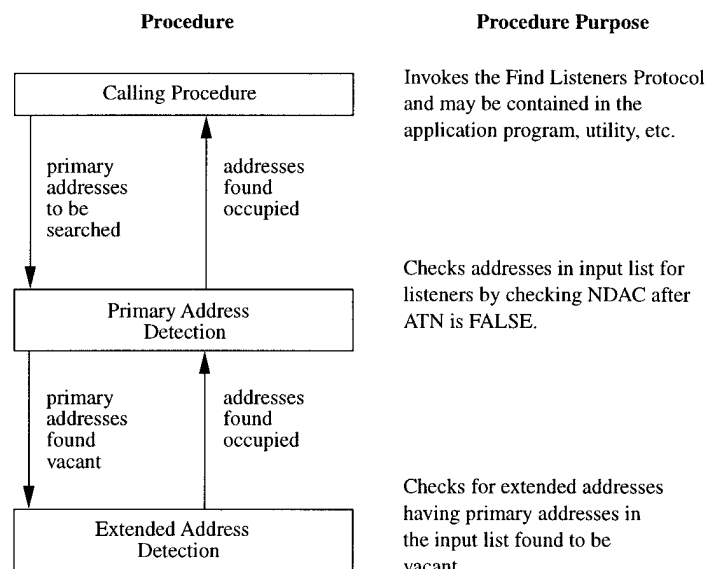 Procedure
Procedure Purpose
Calling Procedure
Invokes the Find Listeners Protocol
and may be contained in the
application program, utility, etc.
primary
addresses
to be
searched
addresses
found
occupied
Primary Address
Detection
Checks addresses in input list for
listeners by checking NDAC after
ATN is FALSE.
primary
addresses
found
vacant
addresses
found
occupied
Extended Address
Detection
Checks for extended addresses
having primary addresses in
the input list found to be
vacant